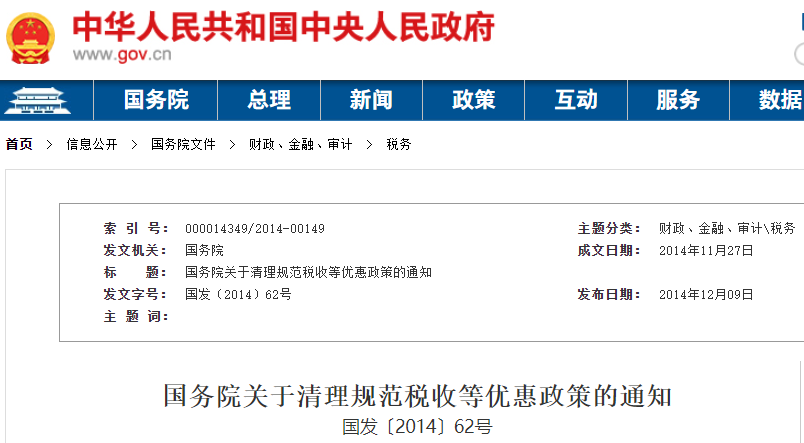 中华人民共和国中央人民政府
www.gov.cn
国务院 总理 新闻 政策 互动 服务 数据
首页 > 信息公开 > 国务院文件 > 财政、金融、审计 > 税务
索 引 号： 000014349/2014-00149 主题分类： 财政、金融、审计\税务
发文机关： 国务院 成文日期： 2014年11月27日
标 题： 国务院关于清理规范税收等优惠政策的通知
发文字号： 国发〔2014〕62号 发布日期： 2014年12月09日
主 题 词：
国务院关于清理规范税收等优惠政策的通知
国发〔2014〕62号